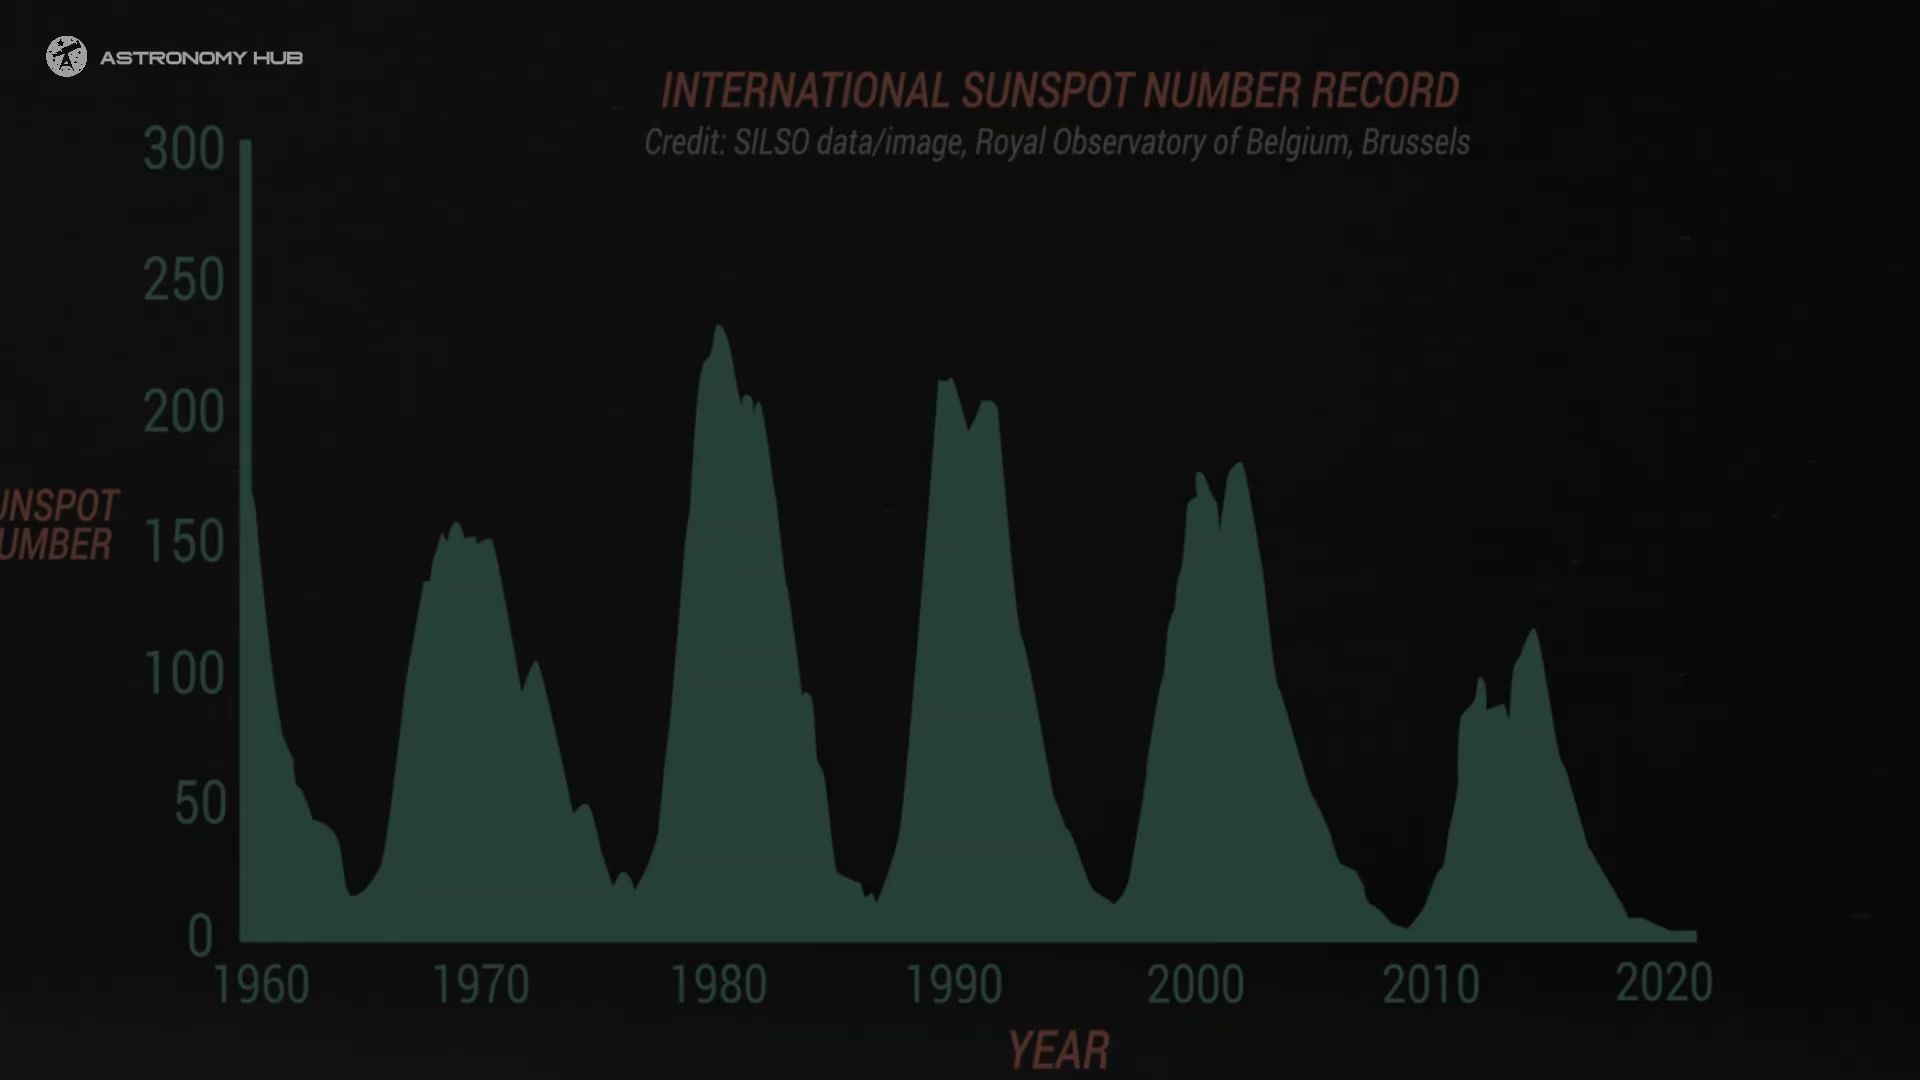 ASTRONOMY HUB
INTERNATIONAL SUNSPOT NUMBER RECORD
Credit: SILSO data/image, Royal Observatory of Belgium, Brussels
300
250
200
UNSPOT
UMBER
150
100
50
0
1960 1970 1980 1990 2000 2010 2020
YEAR